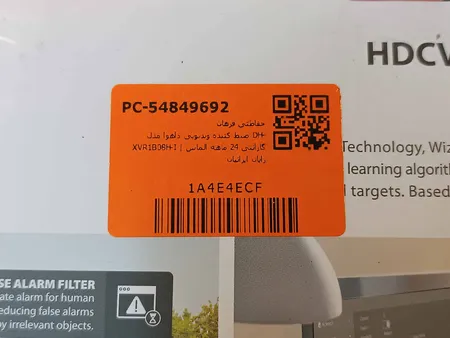 HDCV
PC-54849692
حفاظتی فرهان
ضبط کننده ویدیویی داهوا مدل DH-
XVR1B08H-I | گارانتی 24 ماهه الماس
رایان ایرانیان
1A4E4ECF
Technology, Wiz
learning algorith
targets. Based
SE ALARM FILTER
ate alarm for human
educing false alarms
by irrelevant objects.